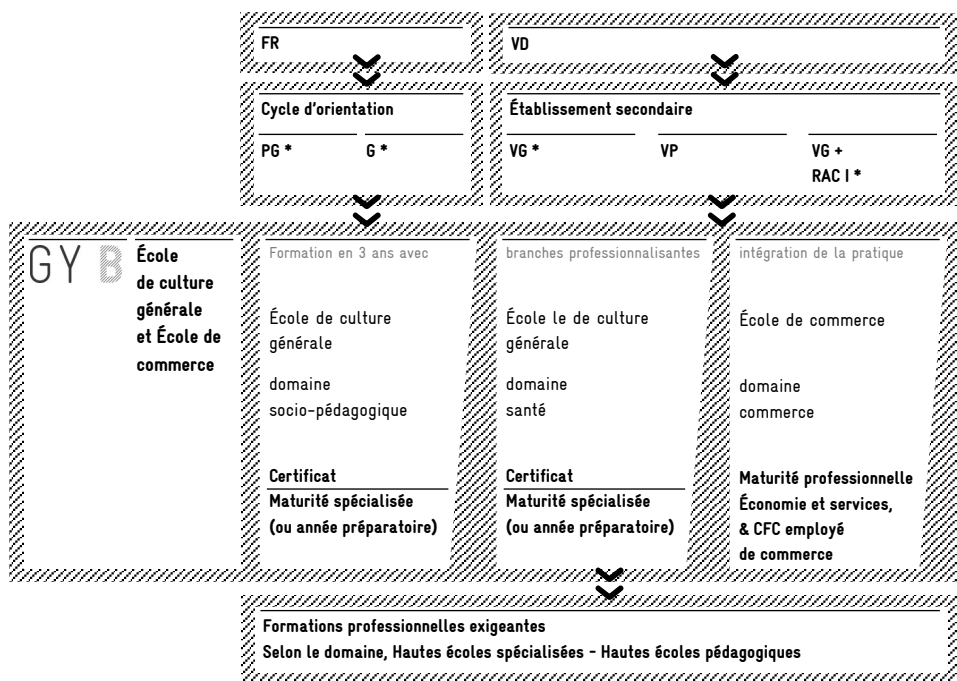 FR
VD
Cycle d'orientation
PG *
G *
Établissement secondaire
VG *
VP
VG +
RAC I *
GYB
École
de culture
générale
et École de
commerce
Formation en 3 ans avec
École de culture
générale
domaine
socio-pédagogique
Certificat
Maturité spécialisée
(ou année préparatoire)
branches professionnalisantes
École le de culture
générale
domaine
santé
Certificat
Maturité spécialisée
(ou année préparatoire)
intégration de la pratique
École de commerce
domaine
commerce
Maturité professionnelle
Économie et services,
& CFC employé
de commerce
Formations professionnelles exigeantes
Selon le domaine, Hautes écoles spécialisées - Hautes écoles pédagogiques